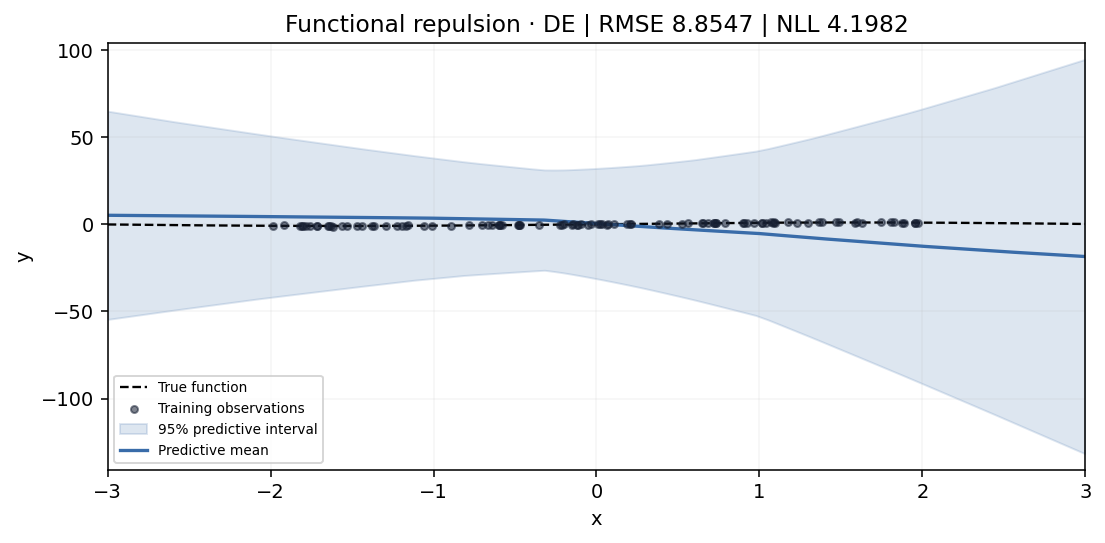 Functional repulsion · DE | RMSE 8.8547 | NLL 4.1982
100
50
0
−50
−100
y
True function
Training observations
95% predictive interval
Predictive mean
−3
−2
−1
0
1
2
3
x